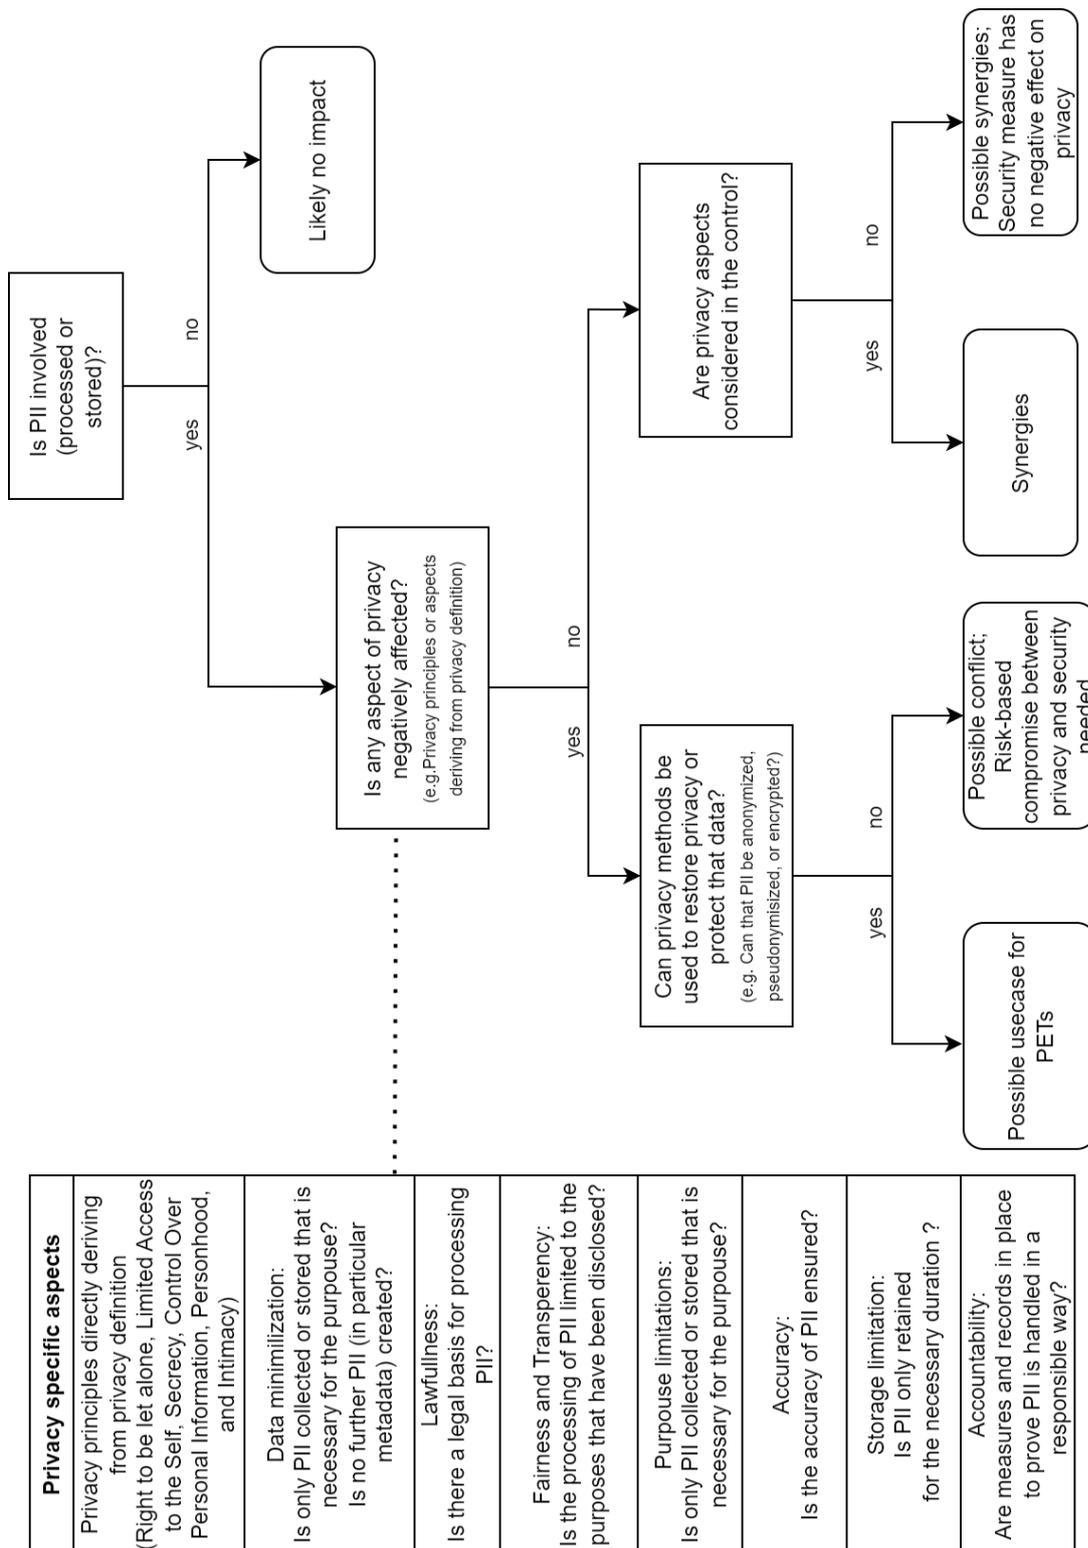 Privacy specific aspects
Privacy principles directly deriving
from privacy definition
(Right to be let alone, Limited Access
to the Self, Secrecy, Control Over
Personal Information, Personhood,
and Intimacy)
Data minimilization:
Is only PII collected or stored that is
necessary for the purpouse?
Is no further PII (in particular
metadata) created?
Lawfullness:
Is there a legal basis for processing
PII?
Fairness and Transperency:
Is the processing of PII limited to the
purposes that have been disclosed?
Purpouse limitations:
Is only PII collected or stored that is
necessary for the purpouse?
Accuracy:
Is the accuracy of PII ensured?
Storage limitation:
Is PII only retained
for the necessary duration ?
Accountability:
Are measures and records in place
to prove PII is handled in a
responsible way?
Is PII involved
(processed or
stored)?
yes
no
Likely no impact
Is any aspect of privacy
negatively affected?
(e.g.Privacy principles or aspects
deriving from privacy definition)
yes
no
Can privacy methods be
used to restore privacy or
protect that data?
(e.g. Can that PII be anonymized,
pseudonymisized, or encrypted?)
Are privacy aspects
considered in the control?
yes
no
yes
no
Possible usecase for
PETs
Possible conflict;
Risk-based
compromise between
privacy and security
needed
Synergies
Possible synergies;
Security measure has
no negative effect on
privacy